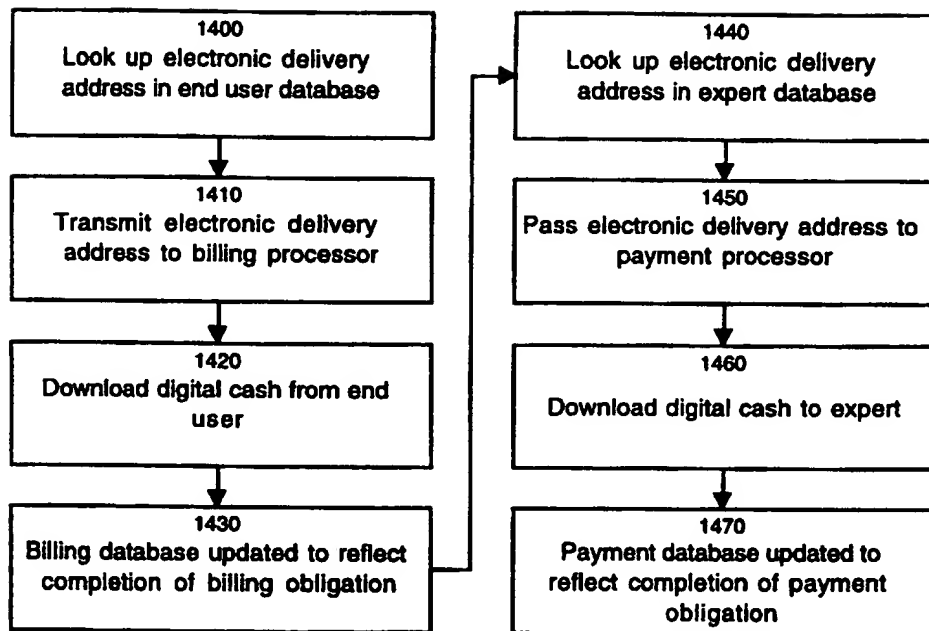 1400
Look up electronic delivery
address in end user database
1410
Transmit electronic delivery
address to billing processor
1420
Download digital cash from end
user
1430
Billing database updated to reflect
completion of billing obligation
1440
Look up electronic delivery
address in expert database
1450
Pass electronic delivery address to
payment processor
1460
Download digital cash to expert
1470
Payment database updated to
reflect completion of payment
obligation